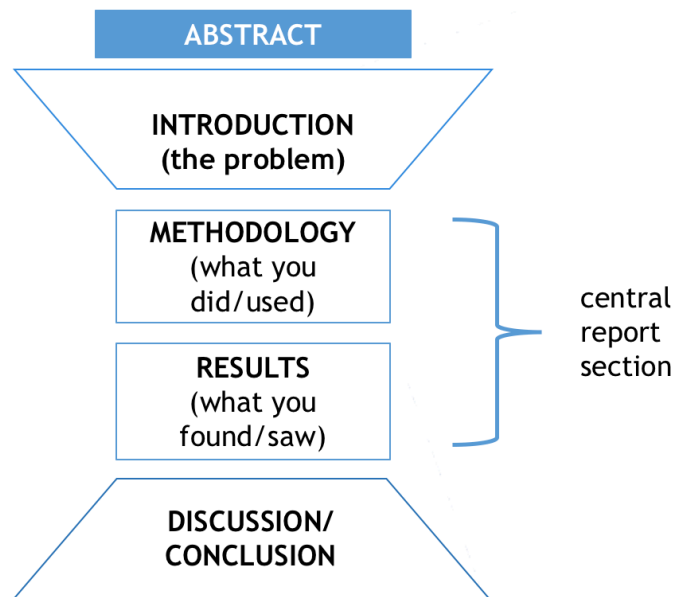 ABSTRACT
INTRODUCTION
(the problem)
METHODOLOGY
(what you
did/used)
RESULTS
(what you
found/saw)
central
report
section
DISCUSSION/
CONCLUSION